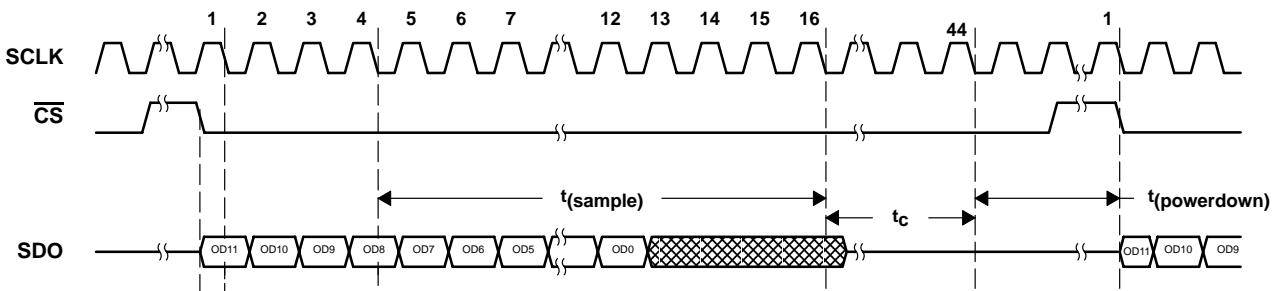 1 2 3 4 5 6 7 12 13 14 15 16 44 1
SCLK
CS
t(sample)
tc
t(powerdown)
SDO
OD11 OD10 OD9 OD8 OD7 OD6 OD5 OD0 OD11 OD10 OD9